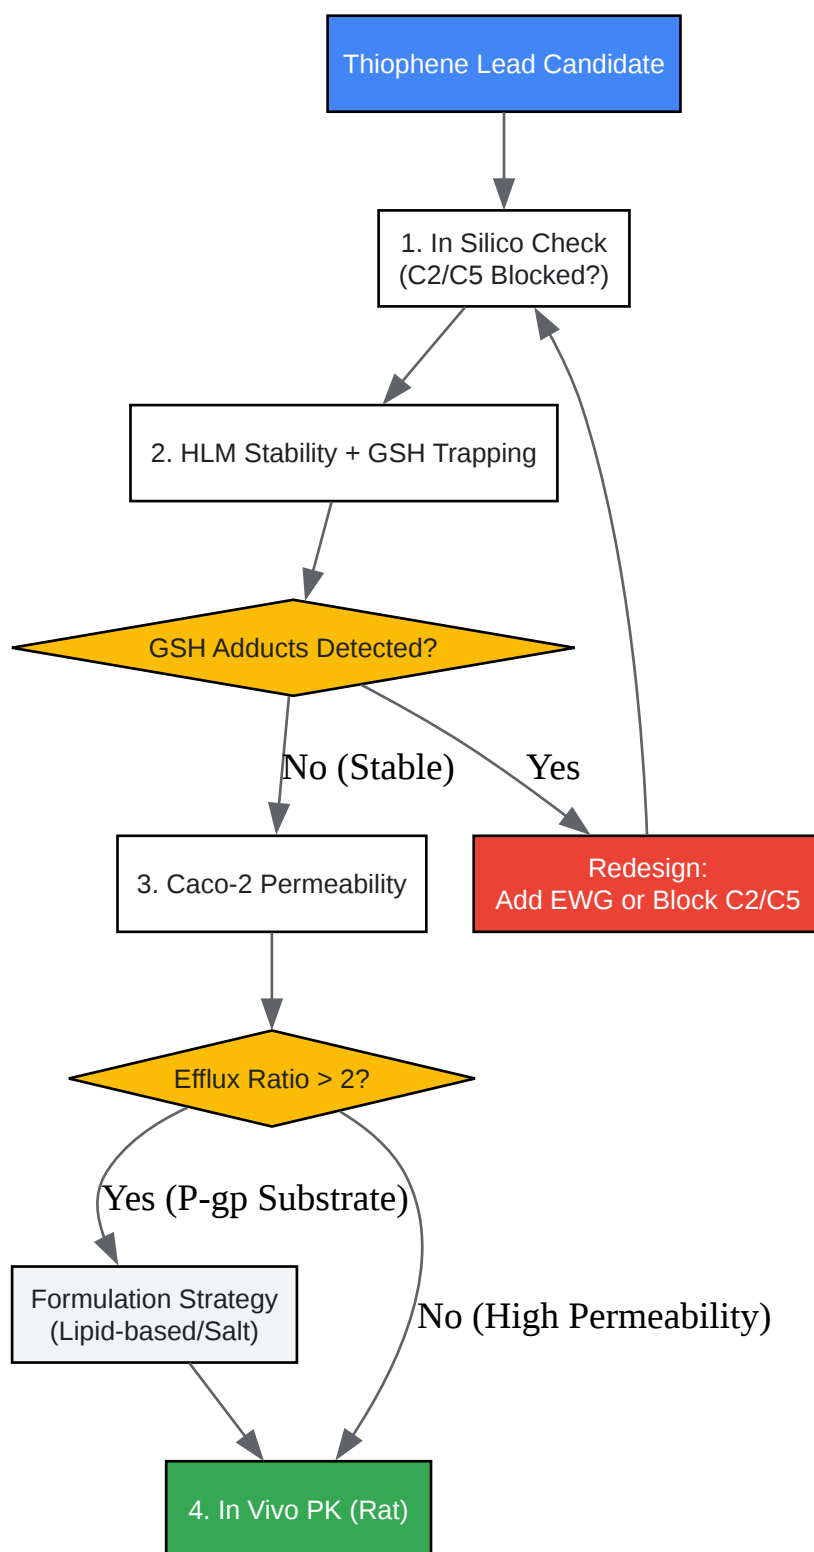 Thiophene Lead Candidate
1. In Silico Check
(C2/C5 Blocked?)
2. HLM Stability + GSH Trapping
GSH Adducts Detected?
No (Stable)
Yes
3. Caco-2 Permeability
Redesign:
Add EWG or Block C2/C5
Efflux Ratio > 2?
Yes (P-gp Substrate)
Formulation Strategy
(Lipid-based/Salt)
No (High Permeability)
4. In Vivo PK (Rat)